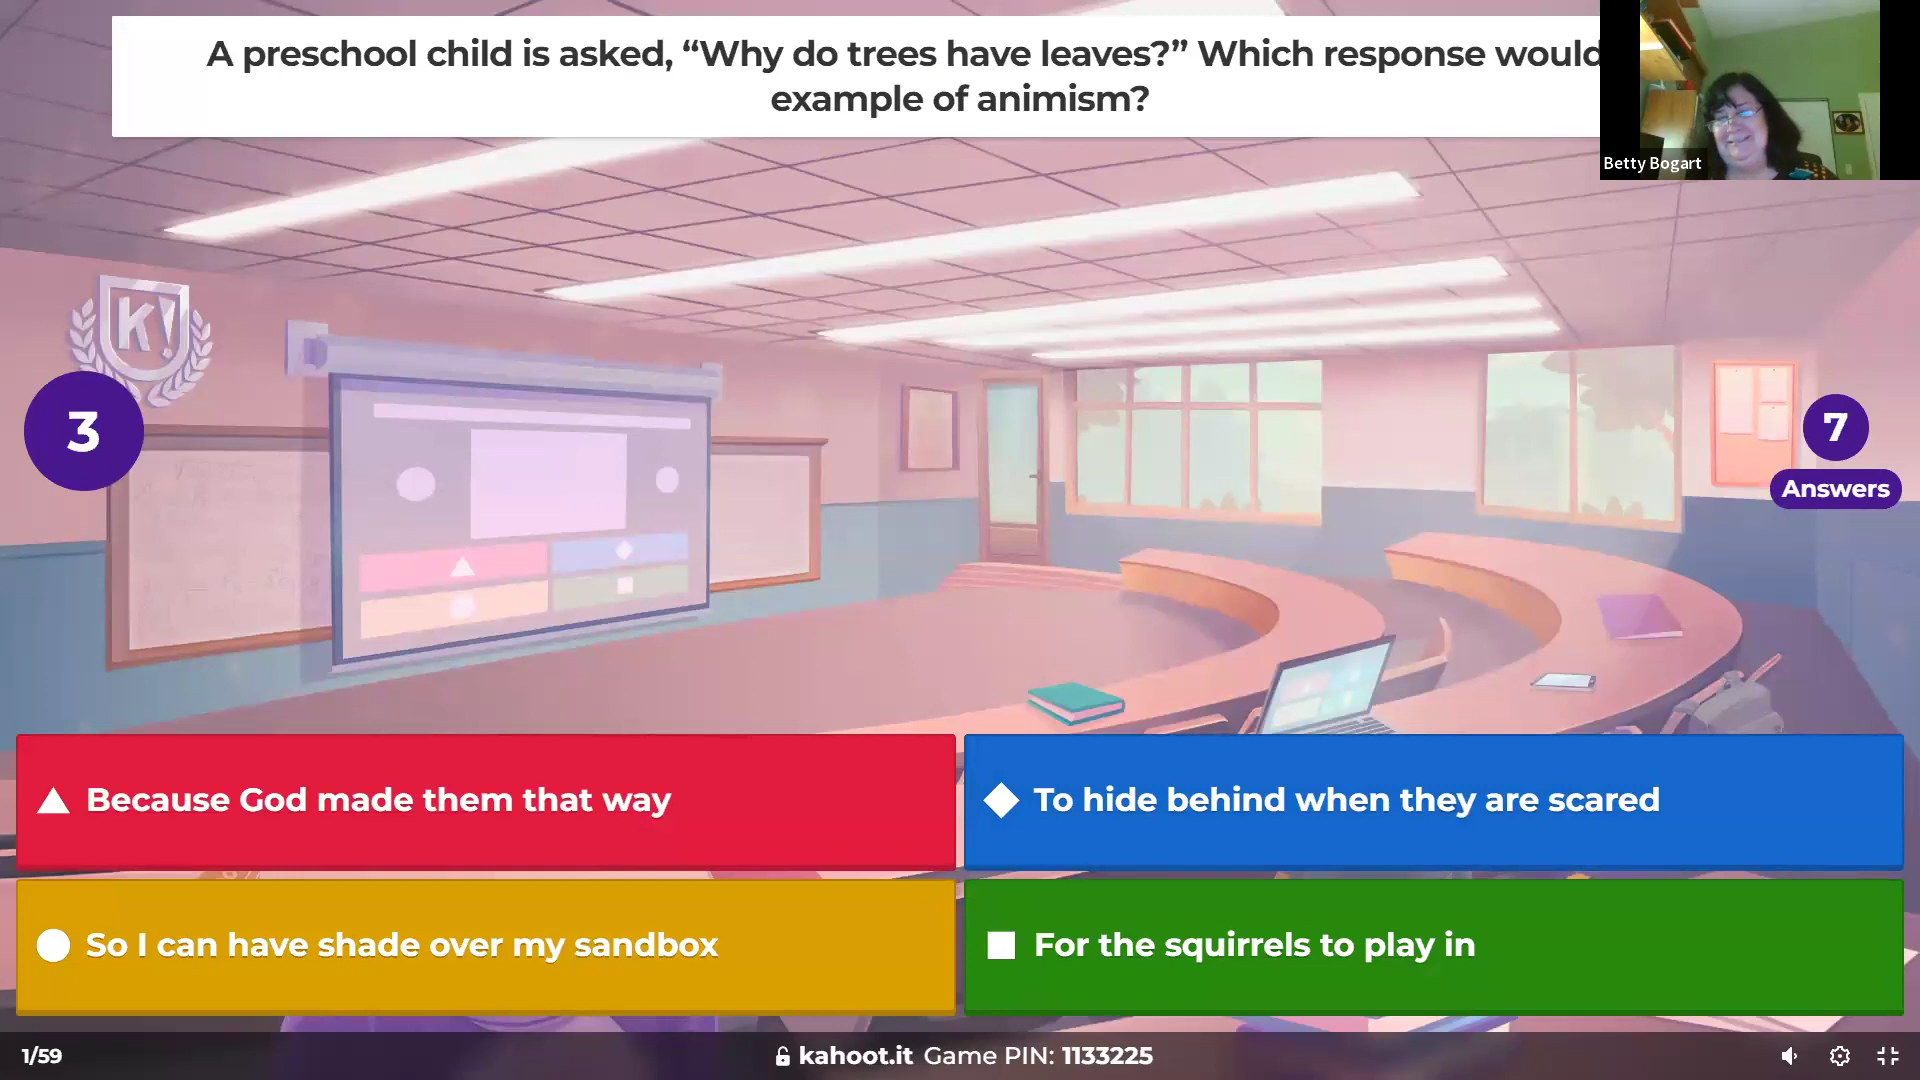 A preschool child is asked, “Why do trees have leaves?” Which response would
example of animism?
Betty Bogart
K!
3
7
Answers
Because God made them that way
To hide behind when they are scared
So I can have shade over my sandbox
For the squirrels to play in
1/59
kahoot.it Game PIN: 1133225